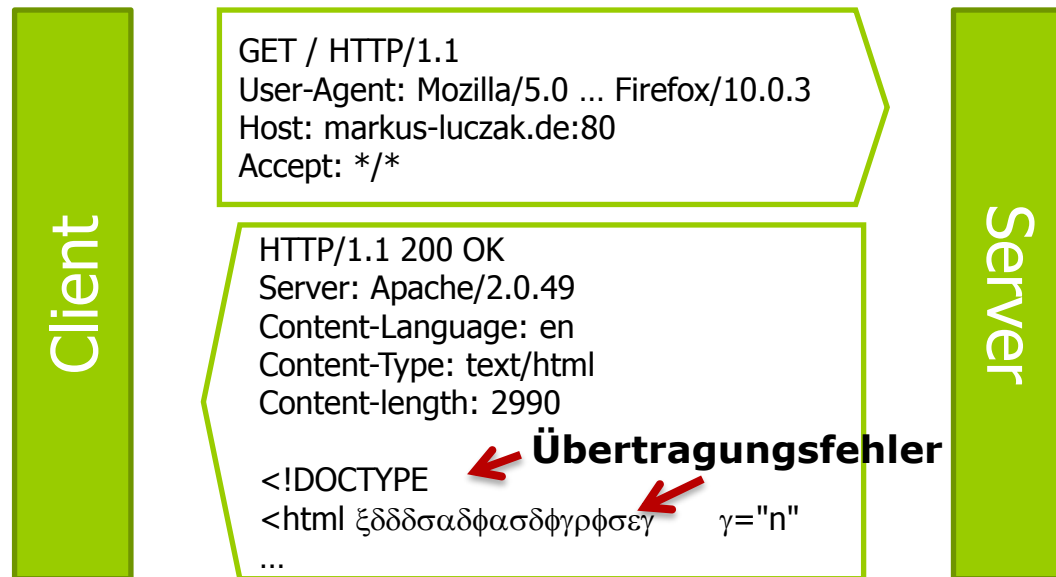 Client
GET / HTTP/1.1
User-Agent: Mozilla/5.0 … Firefox/10.0.3
Host: markus-luczak.de:80
Accept: */*
HTTP/1.1 200 OK
Server: Apache/2.0.49
Content-Language: en
Content-Type: text/html
Content-length: 2990
Übertragungsfehler
<!DOCTYPE
<html ξδδδσαδφασδφγρφσεγ γ="n"
…
Server